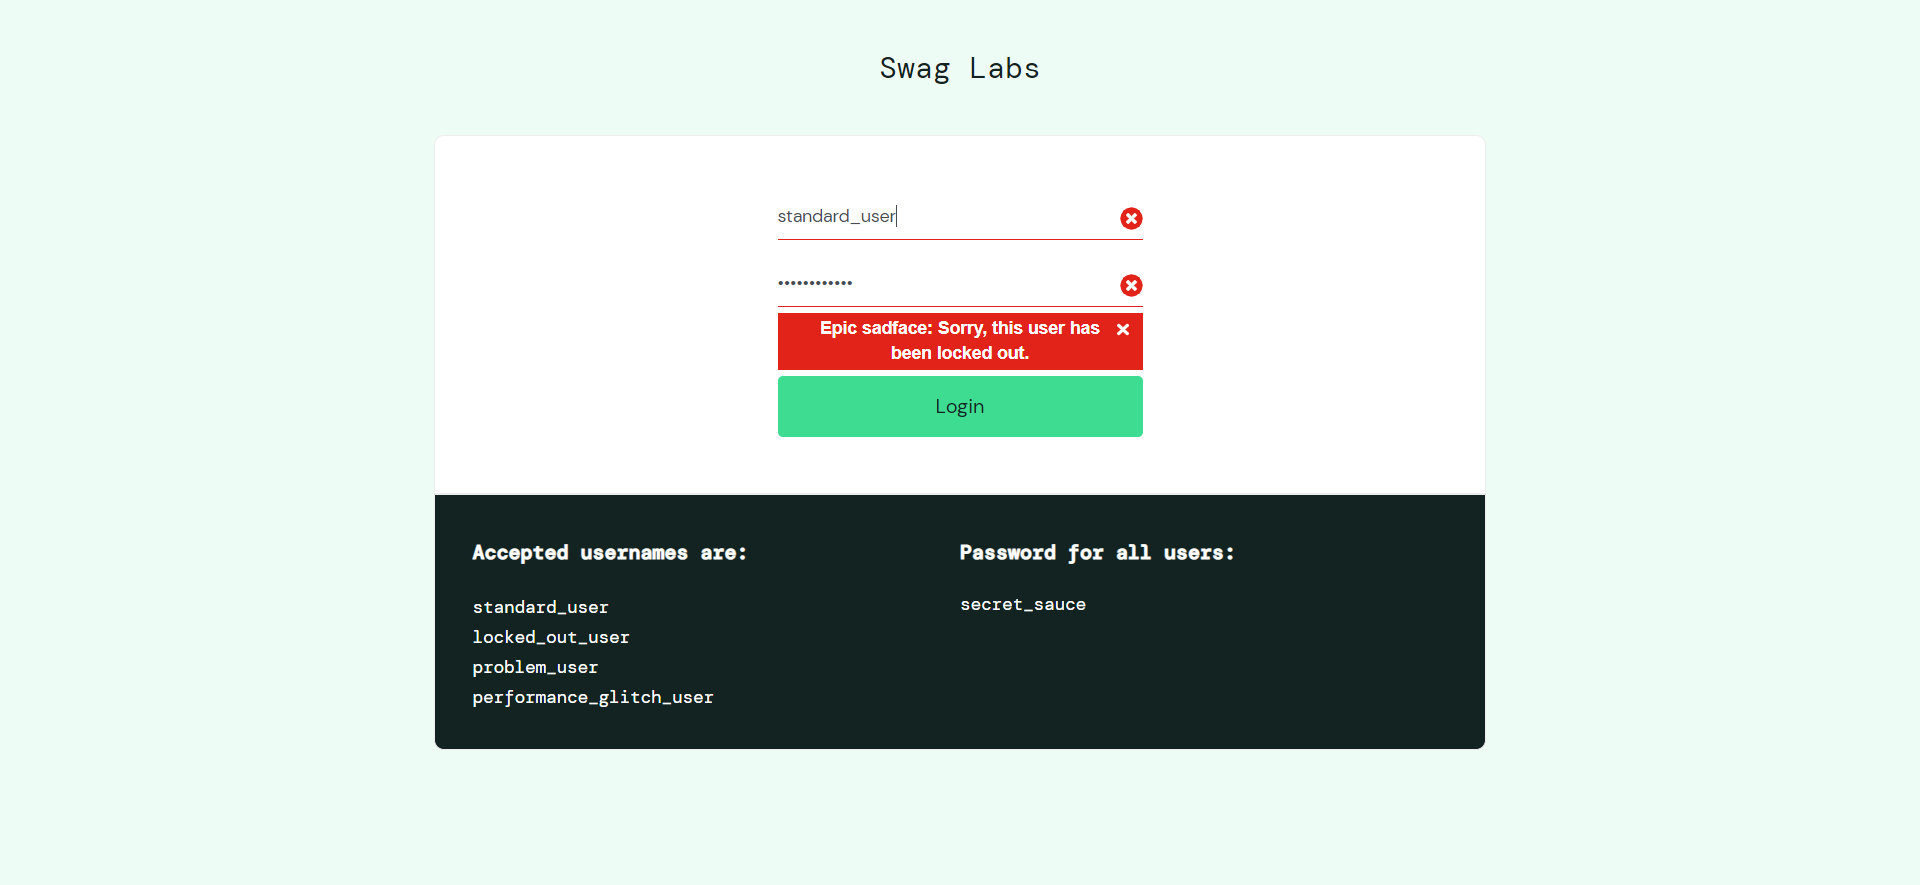 Swag Labs
standard_user
••••••••••••
Epic sadface: Sorry, this user has
been locked out.
Login
Accepted usernames are:
standard_user
locked_out_user
problem_user
performance_glitch_user
Password for all users:
secret_sauce